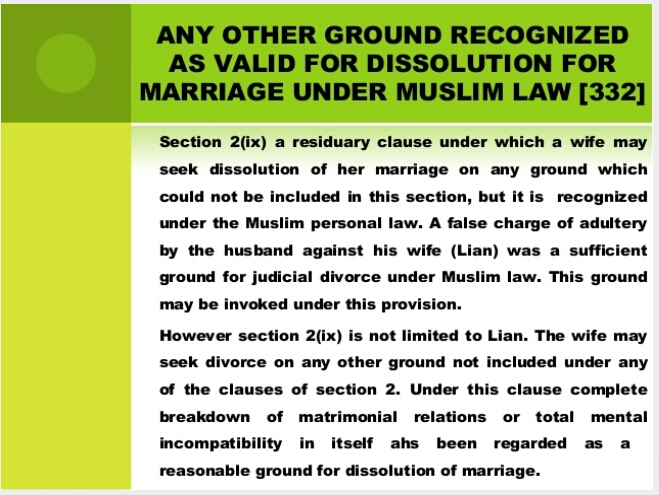 ANY OTHER GROUND RECOGNIZED
AS VALID FOR DISSOLUTION FOR
MARRIAGE UNDER MUSLIM LAW [332]
Section 2(ix) a residuary clause under which a wife may
seek dissolution of her marriage on any ground which
could not be included in this section, but it is recognized
under the Muslim personal law. A false charge of adultery
by the husband against his wife (Lian) was a sufficient
ground for judicial divorce under Muslim law. This ground
may be invoked under this provision.
However section 2(ix) is not limited to Lian. The wife may
seek divorce on any other ground not included under any
of the clauses of section 2. Under this clause complete
breakdown of matrimonial relations or total mental
incompatibility in itself ahs been regarded as a
reasonable ground for dissolution of marriage.